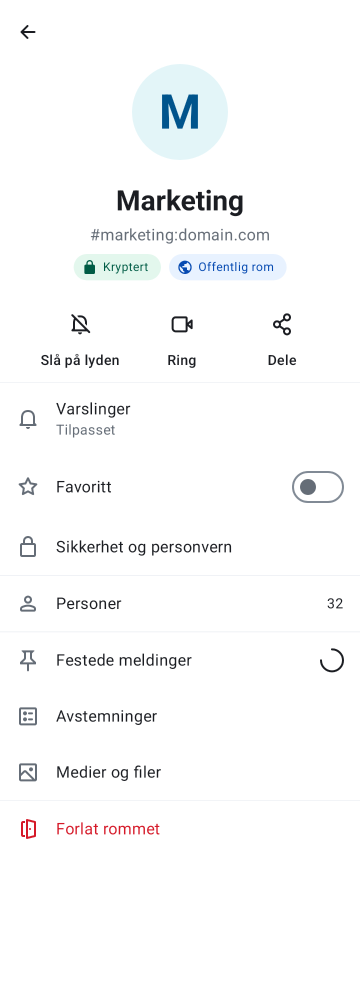 M
Marketing
#marketing:domain.com
Kryptert
Offentlig rom
Slå på lyden
Ring
Dele
Varslinger
Tilpasset
Favoritt
Sikkerhet og personvern
Personer
32
Festede meldinger
Avstemninger
Medier og filer
Forlat rommet